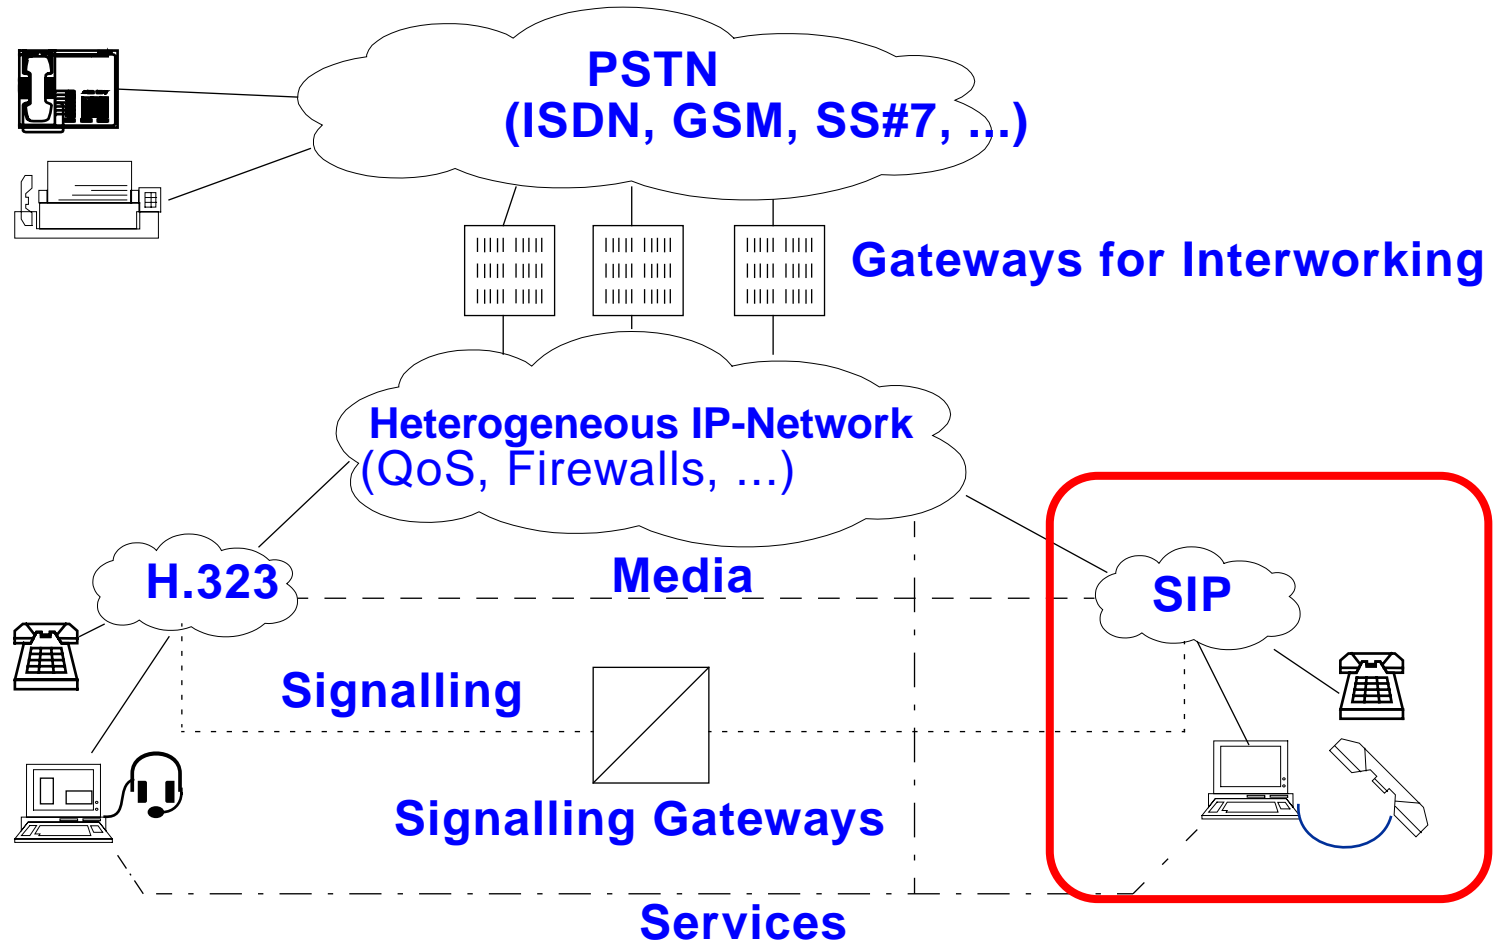 PSTN
(ISDN, GSM, SS#7, ...)
Gateways for Interworking
Heterogeneous IP-Network
(QoS, Firewalls, ...)
H.323
Media
SIP
Signalling
Signalling Gateways
Services